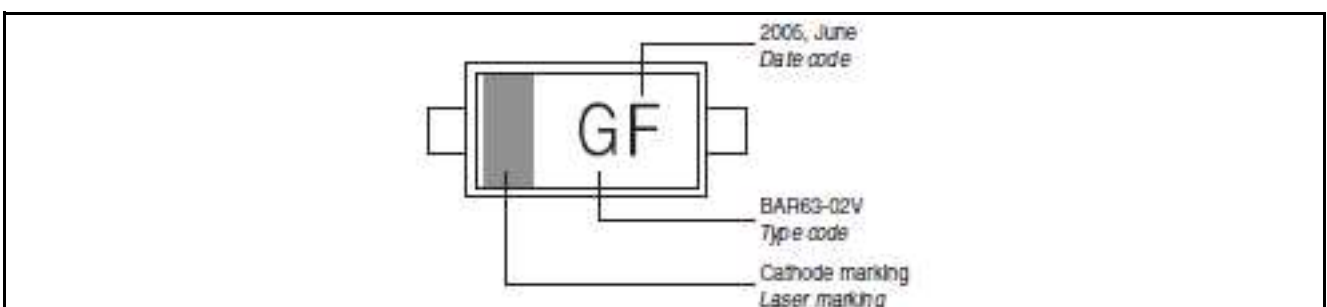 2005, June
Date code
GF
BAR63-02V
Type code
Cathode marking
Laser marking